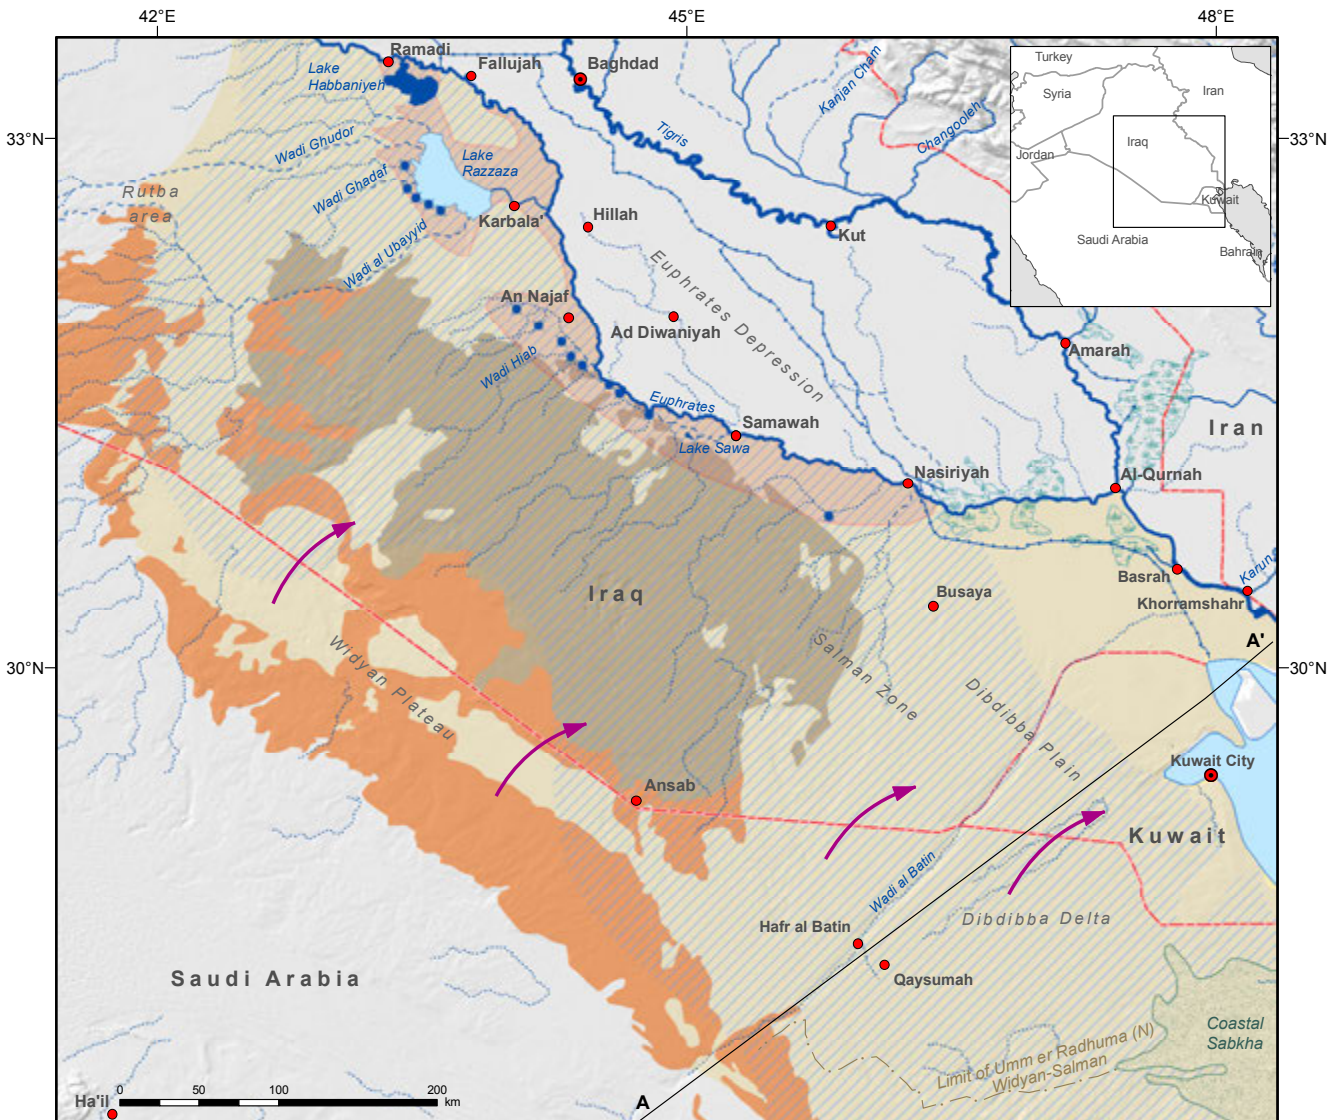 42°E
45°E
48°E
33°N
33°N
30°N
30°N
Ramadi
Fallujah
Baghdad
Lake
Habbaniyeh
Kanjan Cham
Changooleh
Tigris
Wadi Ghudor
Lake
Razzaza
Wadi Ghadaf
Rutba
area
Karbala'
Hillah
Kut
Wadi al Ubayyid
Euphrates Depression
An Najaf
Ad Diwaniyah
Amarah
Wadi Hiab
Euphrates
Samawah
Lake Sawa
Iran
Nasiriyah
Al-Qurnah
Basrah
Karun
Khorramshahr
Iraq
Busaya
A'
Widyan Plateau
Salman Zone
Dibdibba Plain
Kuwait City
Ansab
Kuwait
Wadi al Batin
Hafr al Batin
Dibdibba Delta
Qaysumah
Saudi Arabia
Coastal
Sabkha
Limit of Umm er Radhuma (N)
Widyan-Salman
Ha'il
0
50
100
200
km
A
Turkey
Syria
Iran
Iraq
Jordan
Kuwait
Saudi Arabia
Bahrain